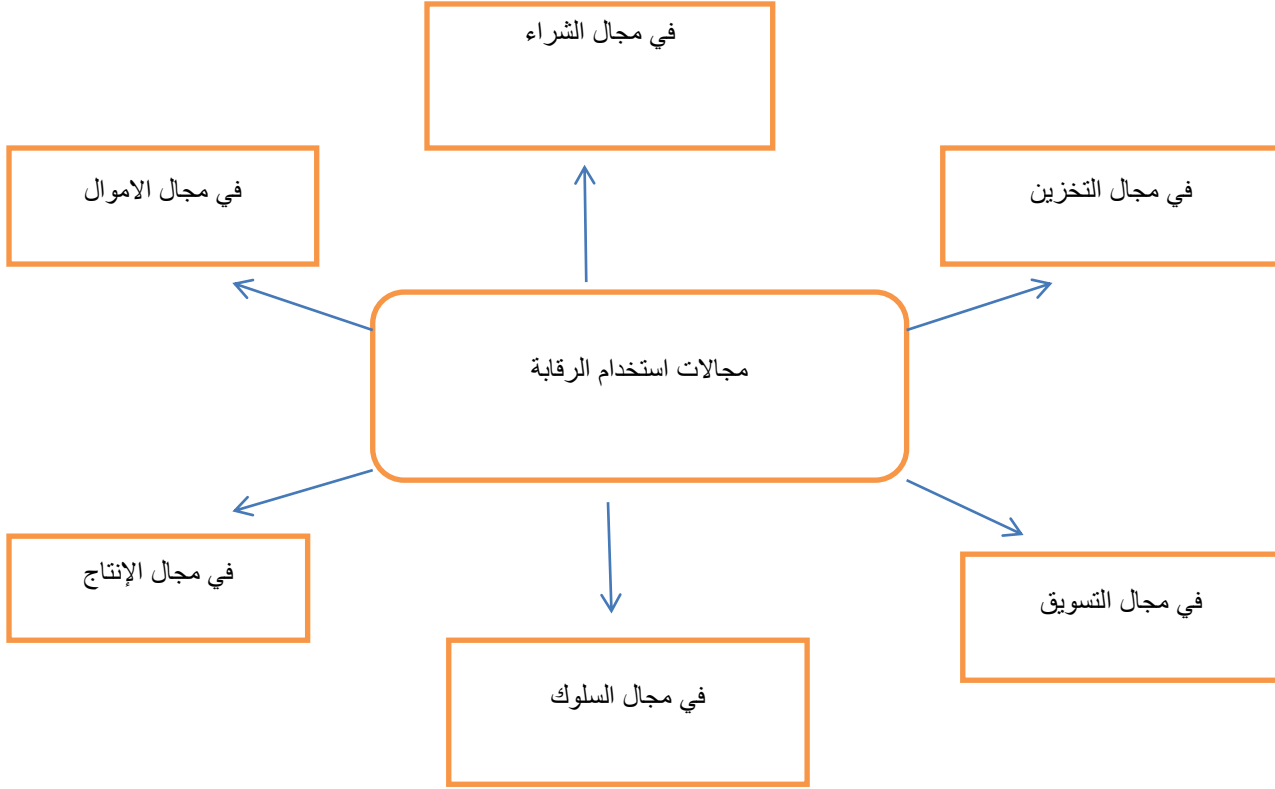 في مجال الشراء
في مجال التخزين
في مجال الاموال
مجالات استخدام الرقابة
في مجال الإنتاج
في مجال التسويق
في مجال السلوك